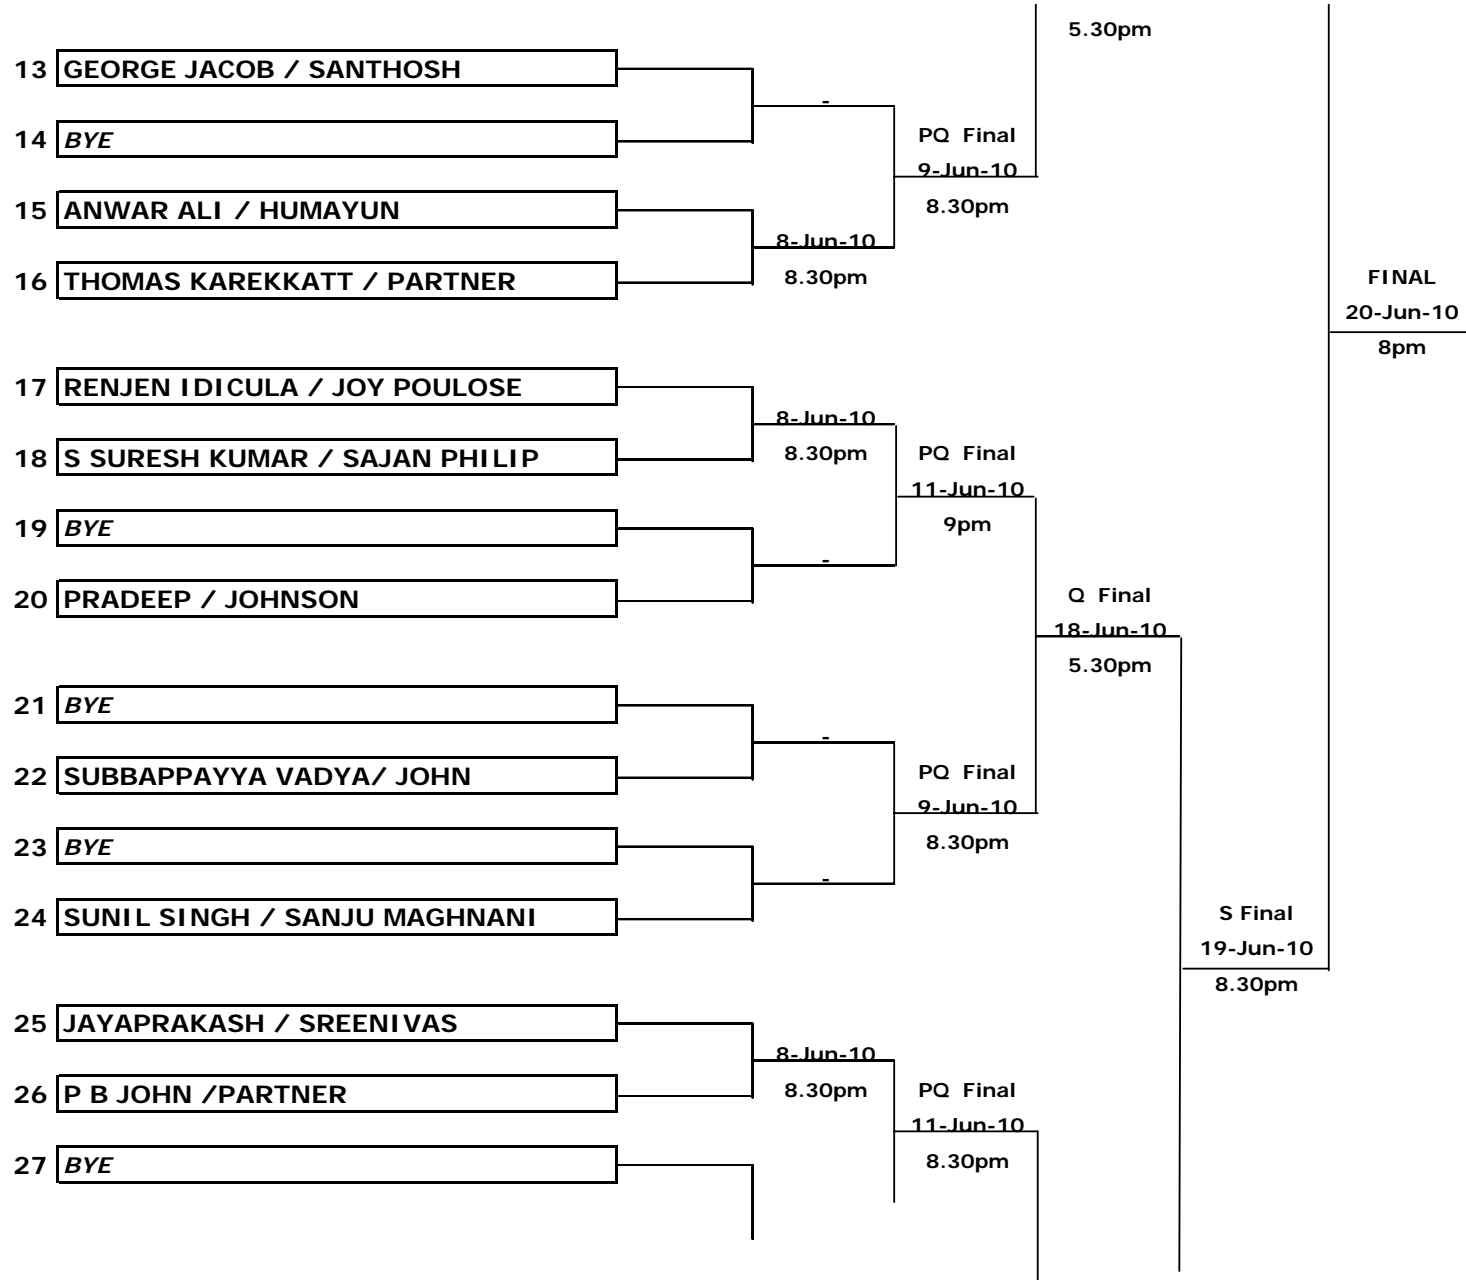 5.30pm
13 GEORGE JACOB / SANTHOSH
-
14 BYE
PQ Final
9-Jun-10
15 ANWAR ALI / HUMAYUN
8.30pm
8-Jun-10
16 THOMAS KAREKKATT / PARTNER
8.30pm
FINAL
20-Jun-10
8pm
17 RENJEN IDICULA / JOY POULOSE
8-Jun-10
18 S SURESH KUMAR / SAJAN PHILIP
8.30pm
PQ Final
11-Jun-10
19 BYE
9pm
-
20 PRADEEP / JOHNSON
Q Final
18-Jun-10
5.30pm
21 BYE
-
22 SUBBAPPAYYA VADYA/ JOHN
PQ Final
9-Jun-10
23 BYE
8.30pm
-
24 SUNIL SINGH / SANJU MAGHNANI
S Final
19-Jun-10
8.30pm
25 JAYAPRAKASH / SREENIVAS
8-Jun-10
26 P B JOHN /PARTNER
8.30pm
PQ Final
11-Jun-10
27 BYE
8.30pm